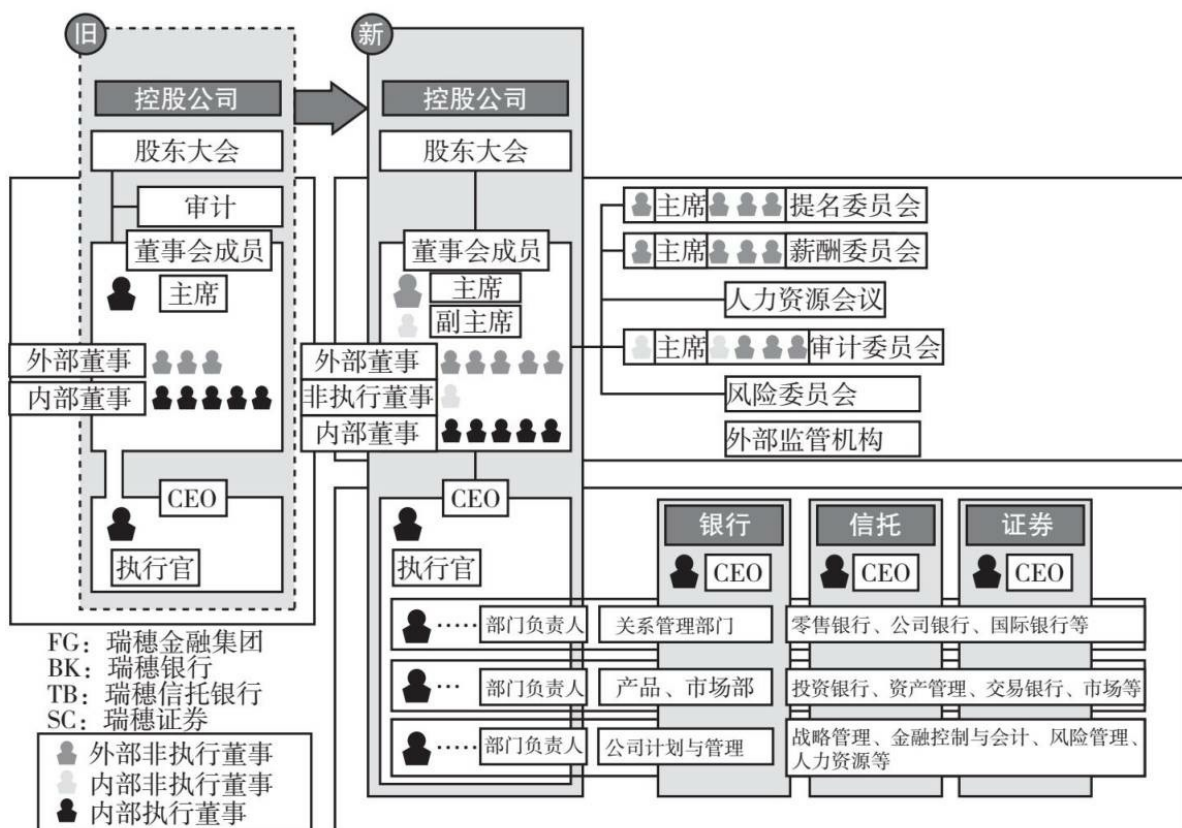 旧
控股公司
股东大会
审计
董事会成员
主席
外部董事
内部董事
CEO
执行官
新
控股公司
股东大会
董事会成员
主席
副主席
外部董事
非执行董事
内部董事
CEO
执行官
主席 提名委员会
主席 薪酬委员会
人力资源会议
主席 审计委员会
风险委员会
外部监管机构
银行 信托 证券
CEO CEO CEO
…… 部门负责人 关系管理部门 零售银行、公司银行、国际银行等
… 部门负责人 产品、市场部 投资银行、资产管理、交易银行、市场等
…… 部门负责人 公司计划与管理 战略管理、金融控制与会计、风险管理、
人力资源等
FG：瑞穗金融集团
BK：瑞穗银行
TB：瑞穗信托银行
SC：瑞穗证券
外部非执行董事
内部非执行董事
内部执行董事